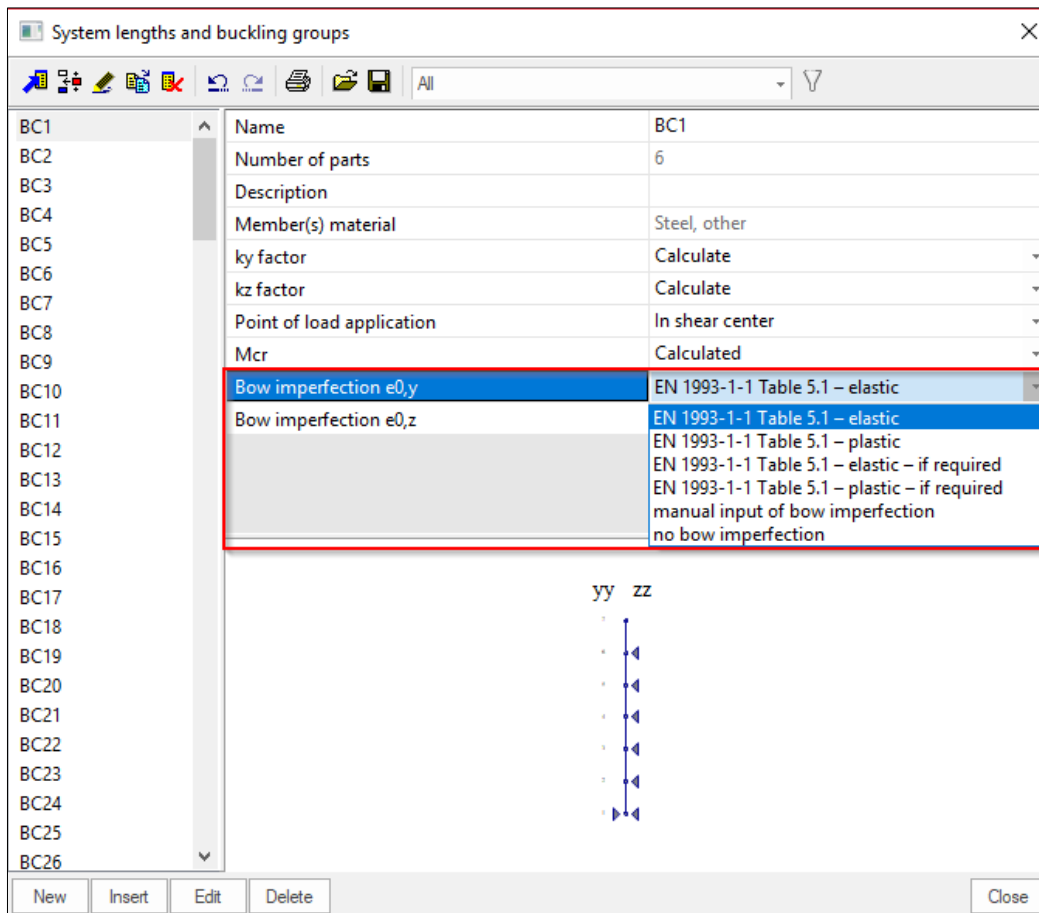 System lengths and buckling groups
All
BC1
BC2
BC3
BC4
BC5
BC6
BC7
BC8
BC9
BC10
BC11
BC12
BC13
BC14
BC15
BC16
BC17
BC18
BC19
BC20
BC21
BC22
BC23
BC24
BC25
BC26
Name BC1
Number of parts 6
Description
Member(s) material Steel, other
ky factor Calculate
kz factor Calculate
Point of load application In shear center
Mcr Calculated
Bow imperfection e0,y EN 1993-1-1 Table 5.1 – elastic
Bow imperfection e0,z
EN 1993-1-1 Table 5.1 – elastic
EN 1993-1-1 Table 5.1 – plastic
EN 1993-1-1 Table 5.1 – elastic – if required
EN 1993-1-1 Table 5.1 – plastic – if required
manual input of bow imperfection
no bow imperfection
yy zz
New Insert Edit Delete Close